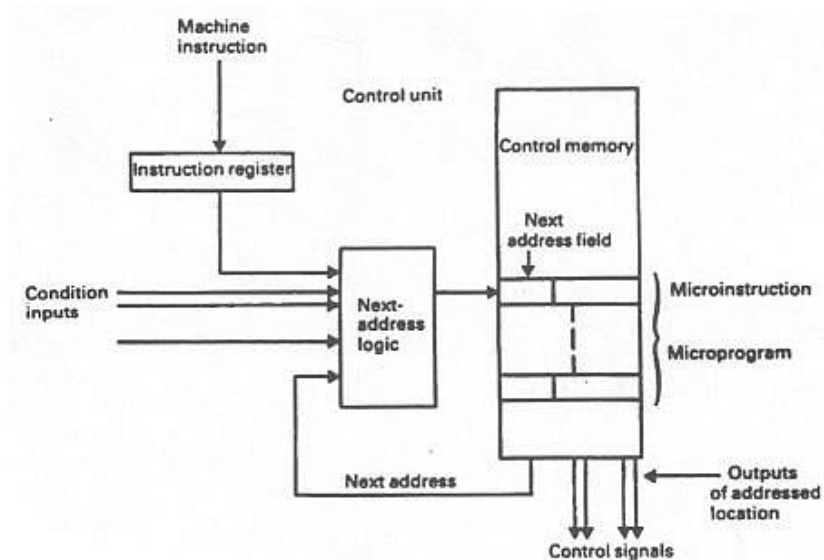 Machine
instruction
Control unit
Control memory
Instruction register
Next
address field
Condition
inputs
Next-
address
logic
Microinstruction
Microprogram
Next address
Outputs
of addressed
location
Control signals